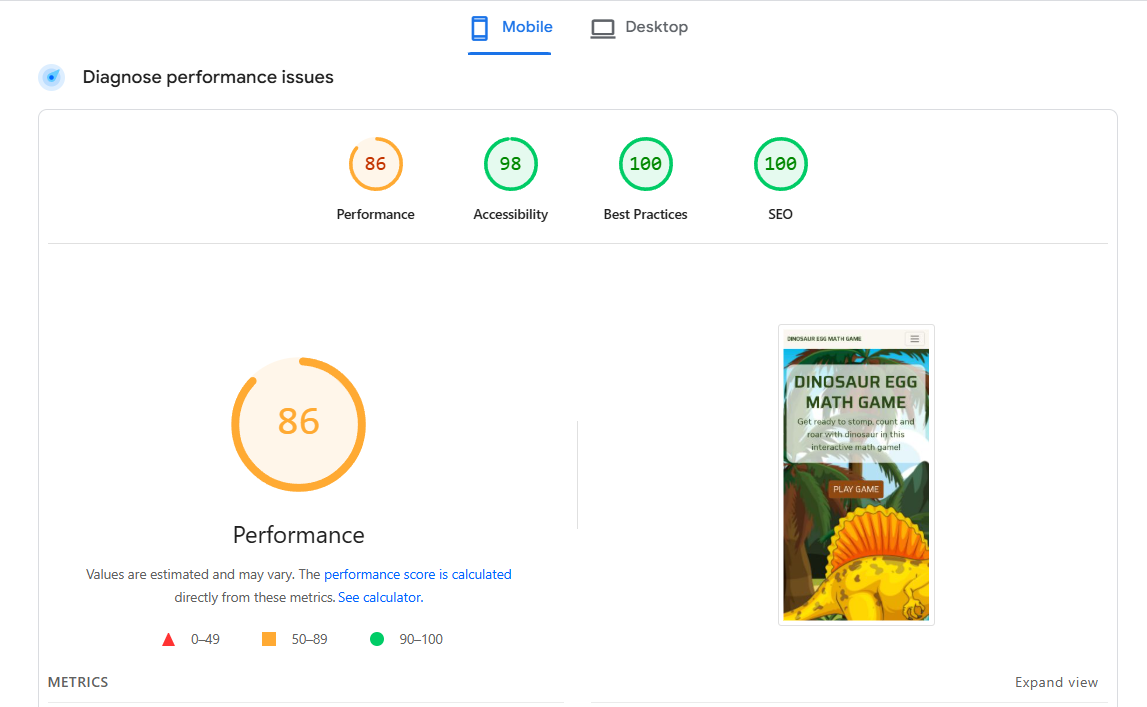 Mobile
Desktop
Diagnose performance issues
86
98
100
100
Performance
Accessibility
Best Practices
SEO
86
Performance
Values are estimated and may vary. The performance score is calculated
directly from these metrics. See calculator.
0–49
50–89
90–100
DINOSAUR EGG MATH GAME
DINOSAUR EGG
MATH GAME
Get ready to stomp, count and
roar with dinosaur in this
interactive math game!
PLAY GAME
METRICS
Expand view